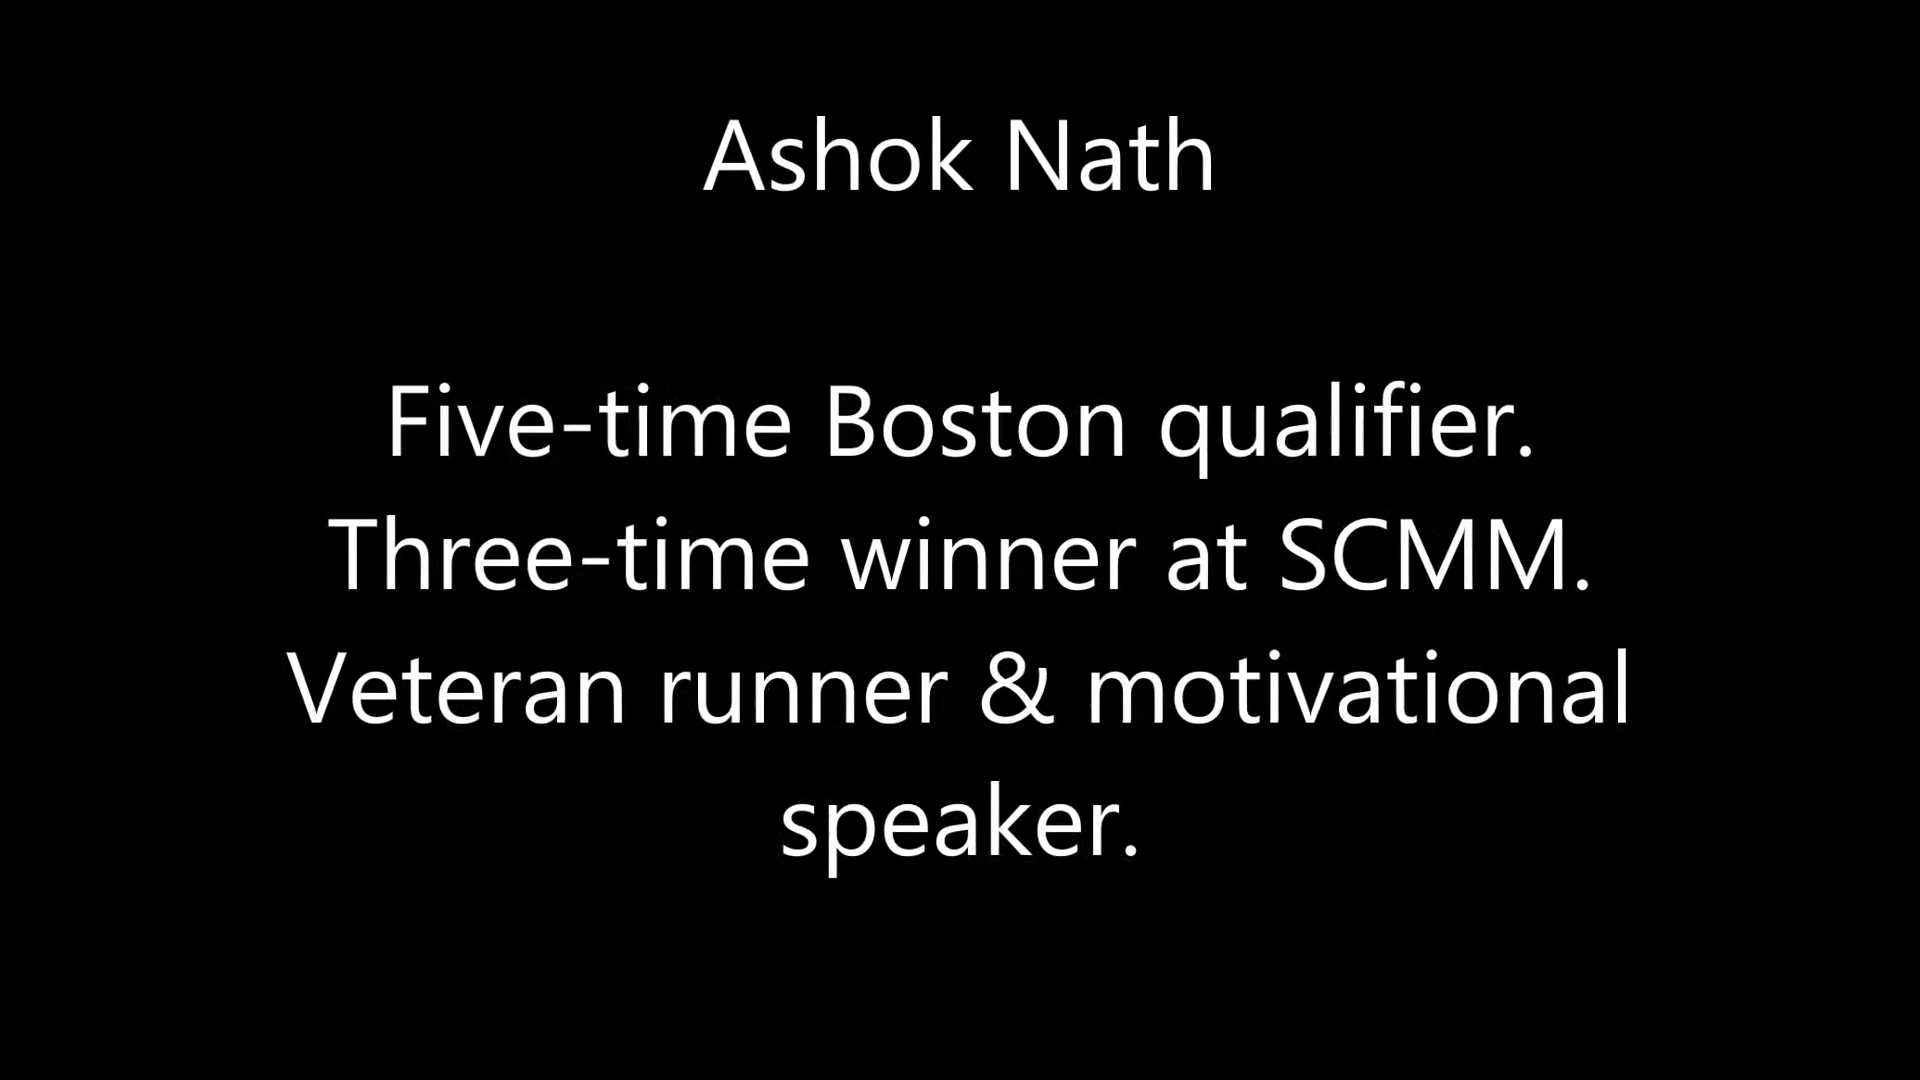 Ashok Nath
Five-time Boston qualifier.
Three-time winner at SCMM.
Veteran runner & motivational
speaker.